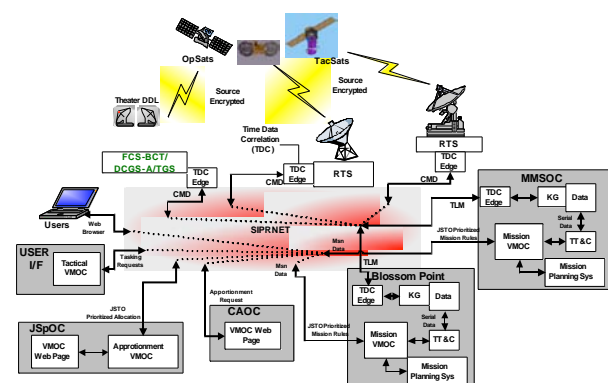 OpSats
TacSats
Source
Encrypted
Source
Encrypted
Theater DDL
Time Data
Correlation
(TDC)
RTS
FCS-BCT/
DCGS-A/TGS
TDC
Edge
TDC
Edge
RTS
TDC
Edge
CMD
CMD
CMD
MMSOC
TDC
Edge
KG
Data
Serial
Data
Mission
VMOC
TT & C
Mission
Planning Sys
TLM
JSTO Prioritized
Mission Rules
Users
Web
Browser
SIPRNET
Man
Data
TLM
Man
Data
USER
I/F
Tactical
VMOC
Tasking
Requests
JSTO
Prioritized Allocation
Apportionment
Request
JSpOC
VMOC
Web Page
Apprortionment
VMOC
CAOC
VMOC Web
Page
JSTO Prioritized
Mission Rules
Blossom Point
TDC
Edge
KG
Data
Serial
Data
Mission
VMOC
TT & C
Mission
Planning Sys